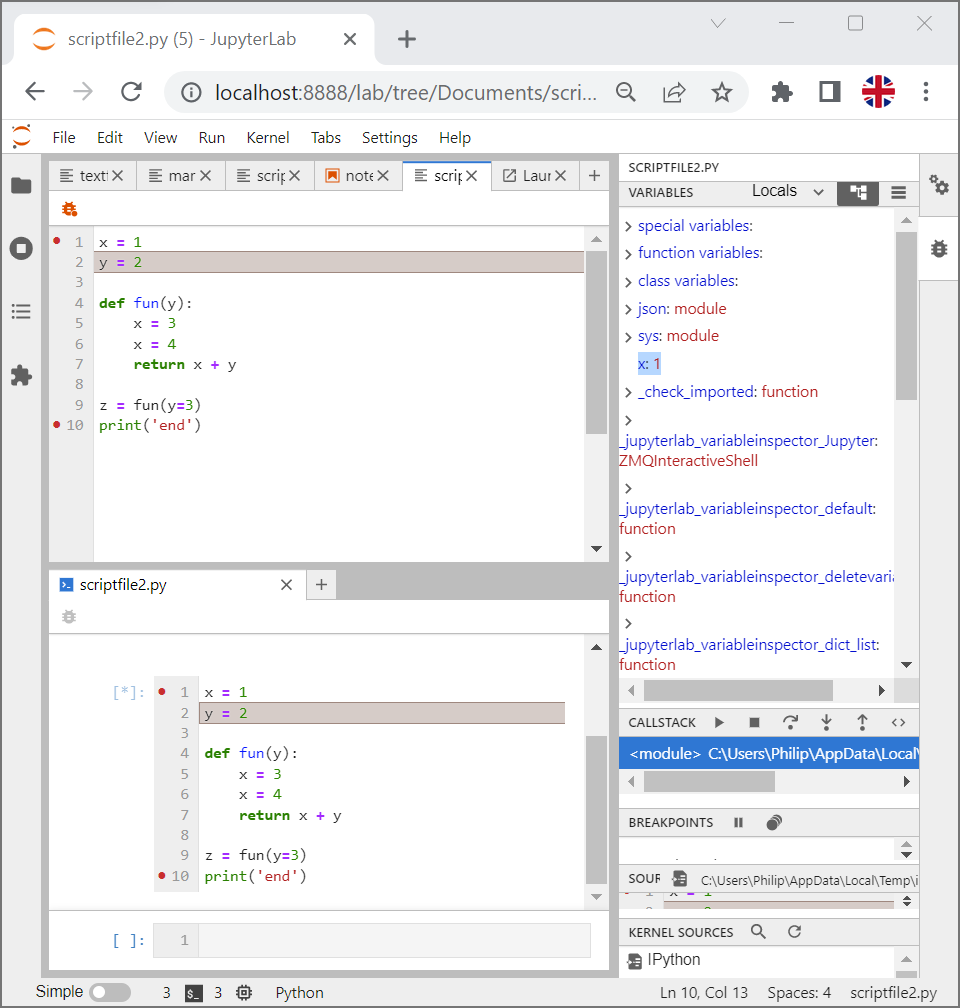 scriptfile2.py (5) - JupyterLab
localhost:8888/lab/tree/Documents/scri...
File Edit View Run Kernel Tabs Settings Help
text mar scrip note scrip Laun
1 x = 1
2 y = 2
3
4 def fun(y):
5 x = 3
6 x = 4
7 return x + y
8
9 z = fun(y=3)
10 print('end')
scriptfile2.py
[*]: 1 x = 1
2 y = 2
3
4 def fun(y):
5 x = 3
6 x = 4
7 return x + y
8
9 z = fun(y=3)
10 print('end')
[ ]: 1
SCRIPTFILE2.PY
VARIABLES Locals
special variables:
function variables:
class variables:
json: module
sys: module
x: 1
_check_imported: function
_jupyterlab_variableinspector_Jupyter:
ZMQInteractiveShell
_jupyterlab_variableinspector_default:
function
_jupyterlab_variableinspector_deletevaria
function
_jupyterlab_variableinspector_dict_list:
function
CALLSTACK
<module> C:\Users\Philip\AppData\Local\
BREAKPOINTS
SOUR C:\Users\Philip\AppData\Local\Temp\i
KERNEL SOURCES
IPython
Simple 3 $_ 3 Python Ln 10, Col 13 Spaces: 4 scriptfile2.py